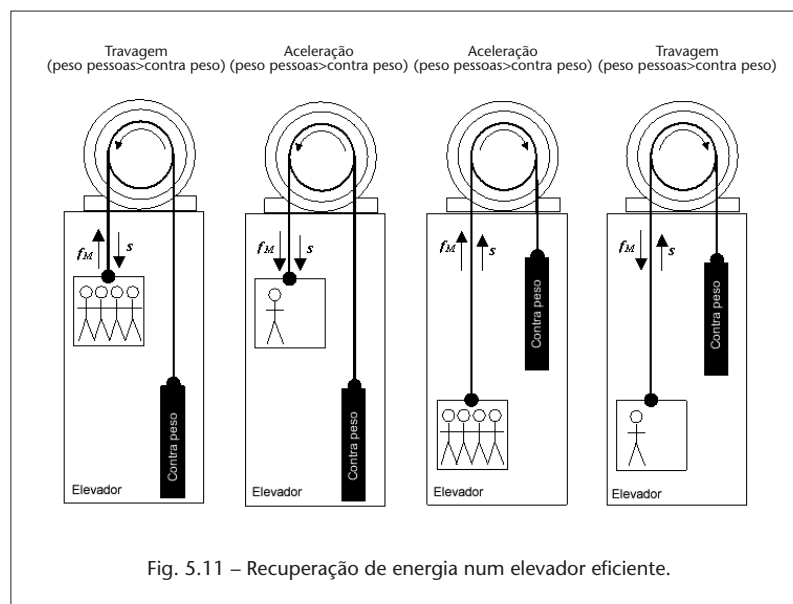 Travagem
(peso pessoas>contra peso)
Aceleração
(peso pessoas>contra peso)
Aceleração
(peso pessoas>contra peso)
Travagem
(peso pessoas>contra peso)
fM
s
Contra peso
Elevador
fM
s
Contra peso
Elevador
fM
s
Contra peso
Elevador
fM
s
Contra peso
Elevador
Fig. 5.11 – Recuperação de energia num elevador eficiente.